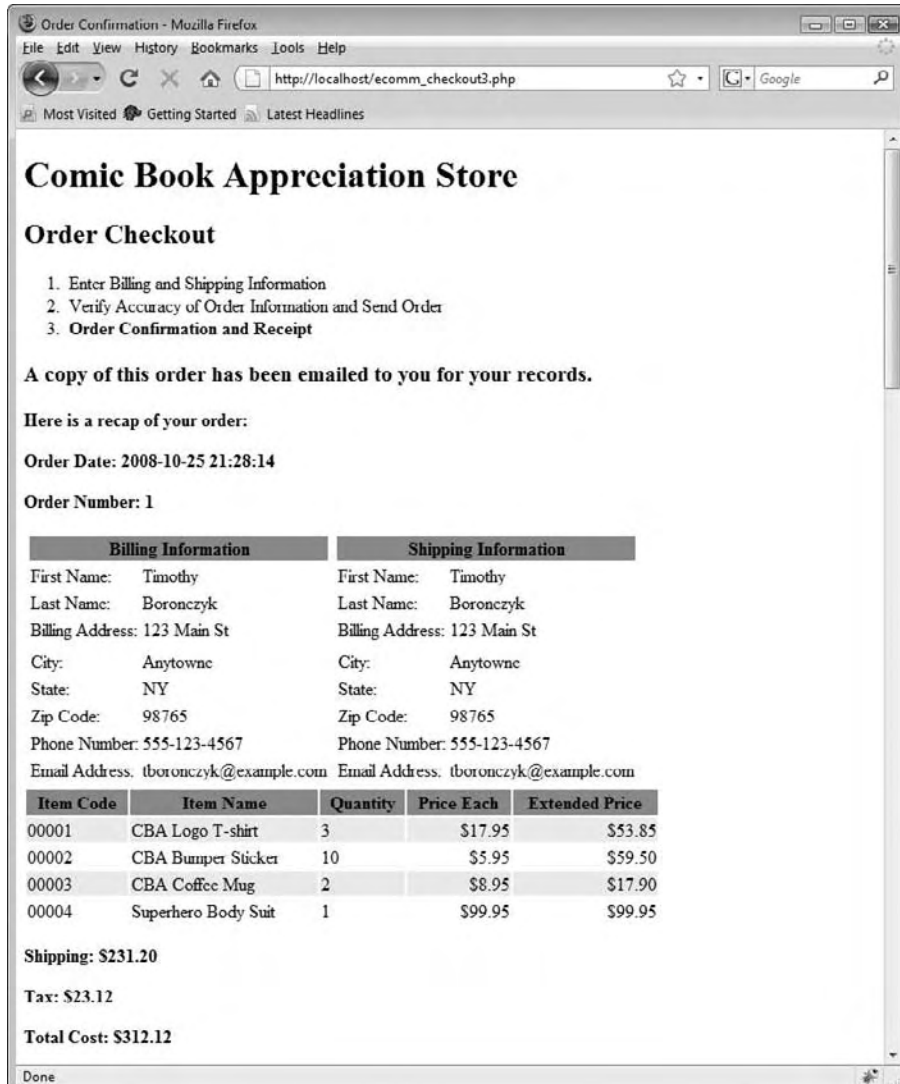 Order Confirmation - Mozilla Firefox
File Edit View History Bookmarks Tools Help
http://localhost/ecomm_checkout3.php
Google
Most Visited Getting Started Latest Headlines
Comic Book Appreciation Store
Order Checkout
1. Enter Billing and Shipping Information
2. Verify Accuracy of Order Information and Send Order
3. Order Confirmation and Receipt
A copy of this order has been emailed to you for your records.
Here is a recap of your order:
Order Date: 2008-10-25 21:28:14
Order Number: 1
Billing Information Shipping Information
First Name: Timothy First Name: Timothy
Last Name: Boronczyk Last Name: Boronczyk
Billing Address: 123 Main St Billing Address: 123 Main St
City: Anytowne City: Anytowne
State: NY State: NY
Zip Code: 98765 Zip Code: 98765
Phone Number: 555-123-4567 Phone Number: 555-123-4567
Email Address: tboronczyk@example.com Email Address: tboronczyk@example.com
Item Code Item Name Quantity Price Each Extended Price
00001 CBA Logo T-shirt 3 $17.95 $53.85
00002 CBA Bumper Sticker 10 $5.95 $59.50
00003 CBA Coffee Mug 2 $8.95 $17.90
00004 Superhero Body Suit 1 $99.95 $99.95
Shipping: $231.20
Tax: $23.12
Total Cost: $312.12
Done